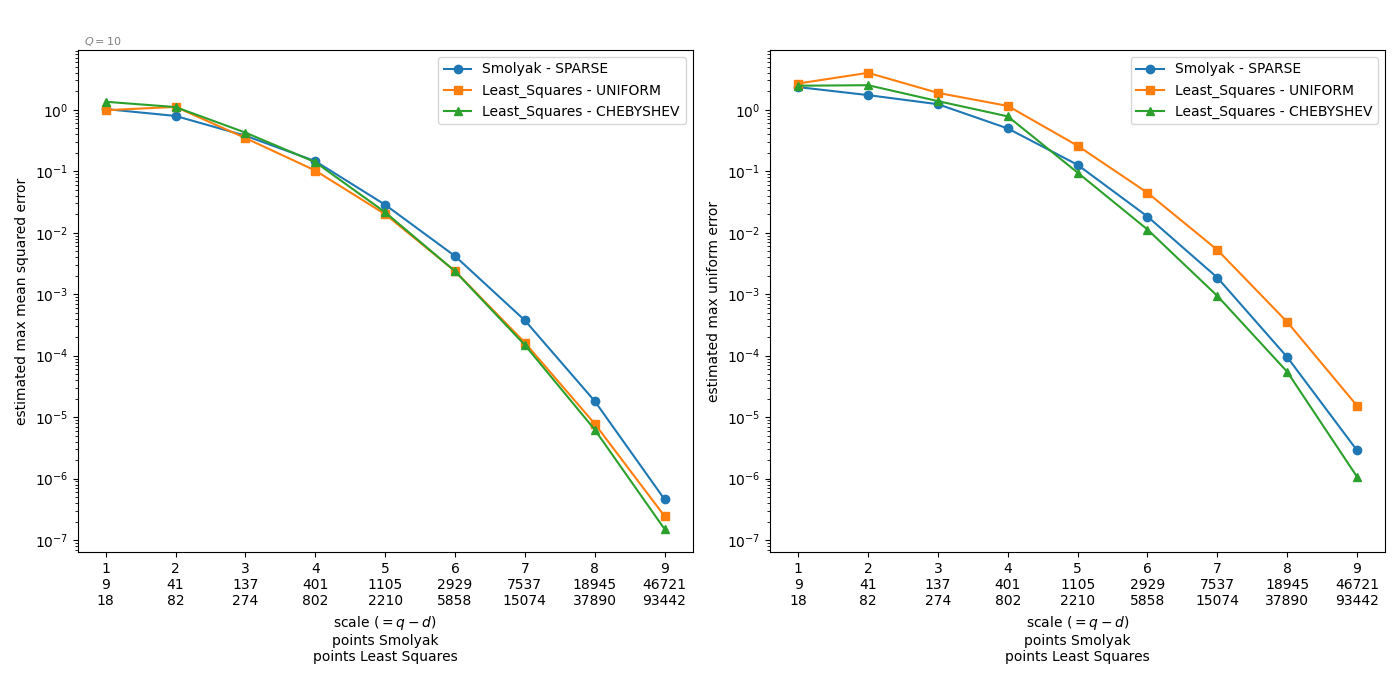 Q = 10
Smolyak - SPARSE
Least_Squares - UNIFORM
Least_Squares - CHEBYSHEV
estimated max mean squared error
10⁰
10⁻¹
10⁻²
10⁻³
10⁻⁴
10⁻⁵
10⁻⁶
10⁻⁷
1 2 3 4 5 6 7 8 9
9 41 137 401 1105 2929 7537 18945 46721
18 82 274 802 2210 5858 15074 37890 93442
scale (= q − d)
points Smolyak
points Least Squares
Smolyak - SPARSE
Least_Squares - UNIFORM
Least_Squares - CHEBYSHEV
estimated max uniform error
10⁰
10⁻¹
10⁻²
10⁻³
10⁻⁴
10⁻⁵
10⁻⁶
10⁻⁷
1 2 3 4 5 6 7 8 9
9 41 137 401 1105 2929 7537 18945 46721
18 82 274 802 2210 5858 15074 37890 93442
scale (= q − d)
points Smolyak
points Least Squares